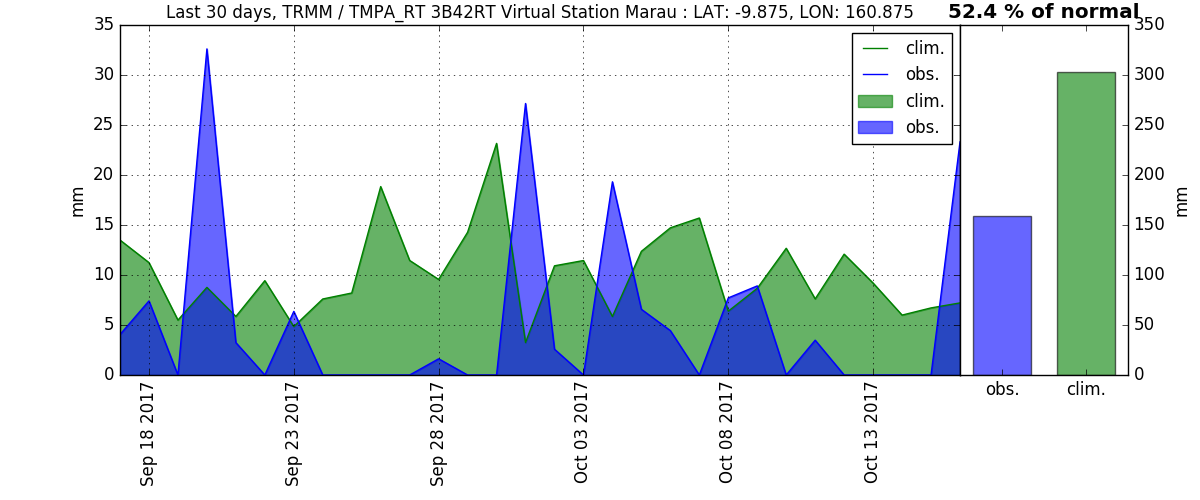 Last 30 days, TRMM / TMPA_RT 3B42RT Virtual Station Marau : LAT: -9.875, LON: 160.875
52.4 % of normal
35
30
25
20
15
10
5
0
mm
clim.
obs.
clim.
obs.
350
300
250
200
150
100
50
0
mm
obs.
clim.
Sep 18 2017
Sep 23 2017
Sep 28 2017
Oct 03 2017
Oct 08 2017
Oct 13 2017